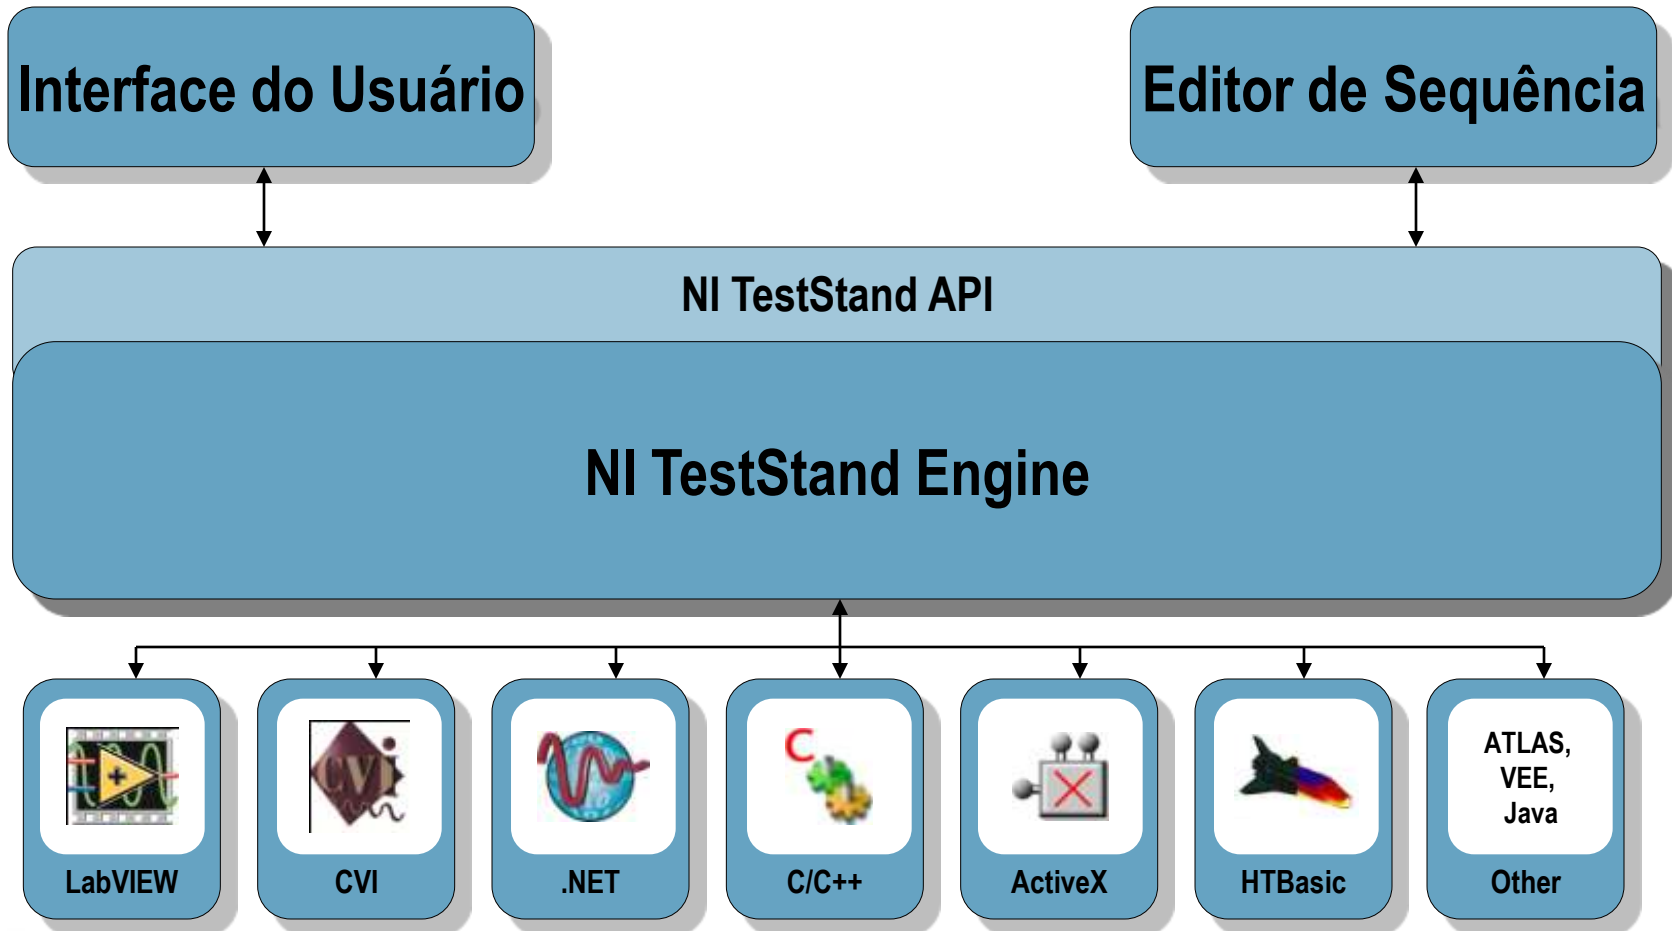 Interface do Usuário
Editor de Sequência
NI TestStand API
NI TestStand Engine
CVI
C
ATLAS,
VEE,
Java
LabVIEW
CVI
.NET
C/C++
ActiveX
HTBasic
Other